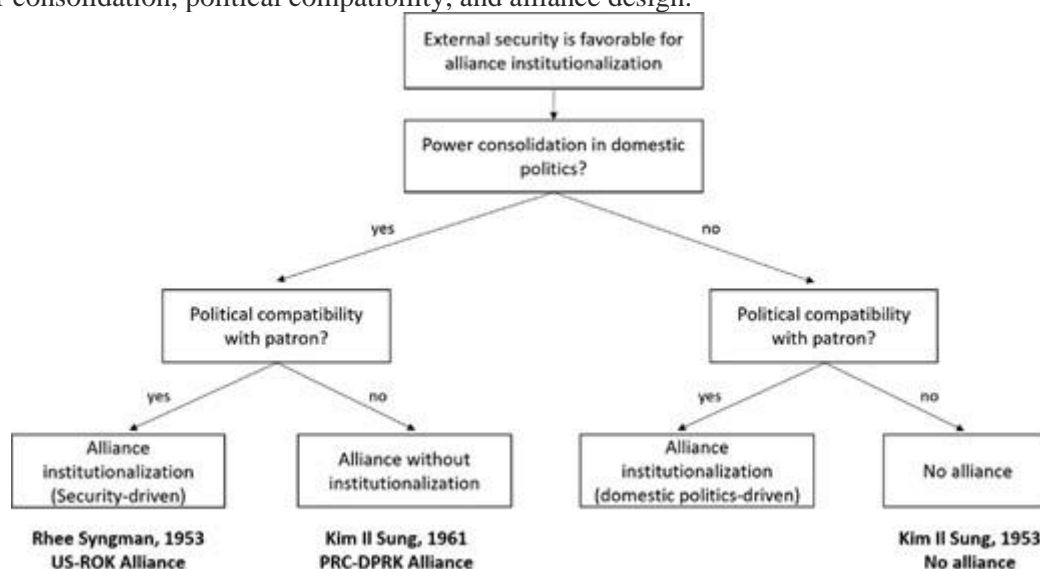 consolidation, political compatibility, and alliance design.
External security is favorable for
alliance institutionalization
Power consolidation in domestic
politics?
yes
no
Political compatibility
with patron?
Political compatibility
with patron?
yes
no
yes
no
Alliance
institutionalization
(Security-driven)
Alliance without
institutionalization
Alliance
institutionalization
(domestic politics-driven)
No alliance
Rhee Syngman, 1953
US-ROK Alliance
Kim Il Sung, 1961
PRC-DPRK Alliance
Kim Il Sung, 1953
No alliance